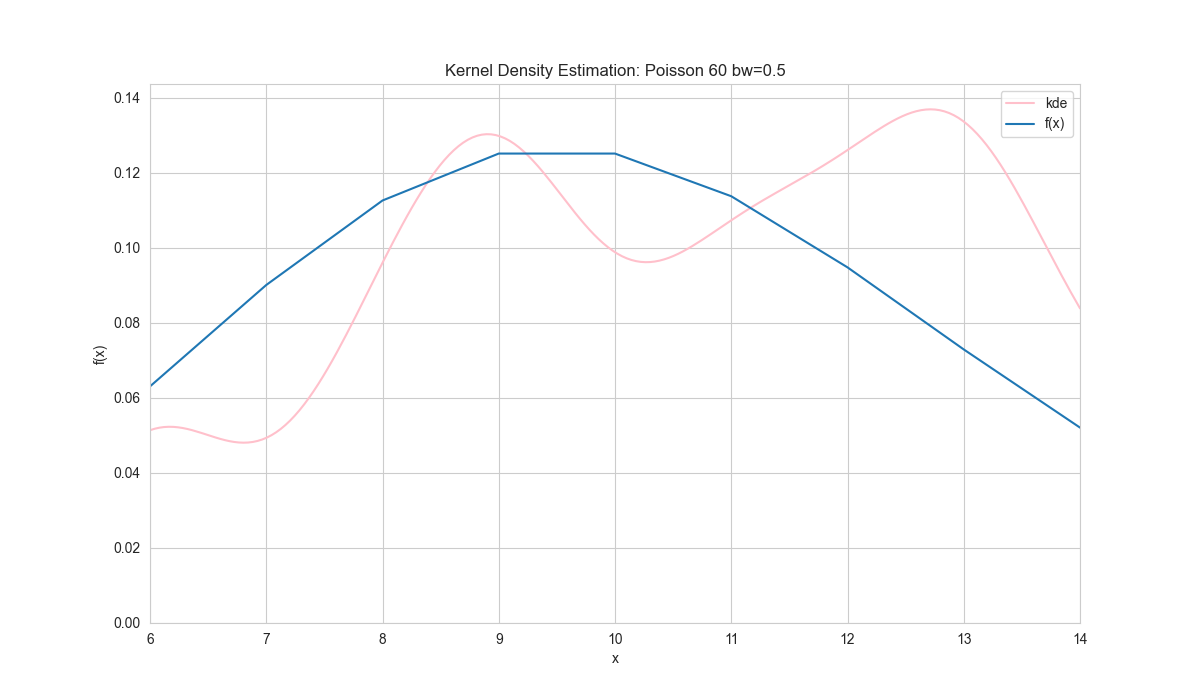 Kernel Density Estimation: Poisson 60 bw=0.5
kde
f(x)
0.14
0.12
0.10
0.08
0.06
0.04
0.02
0.00
f(x)
6 7 8 9 10 11 12 13 14
x